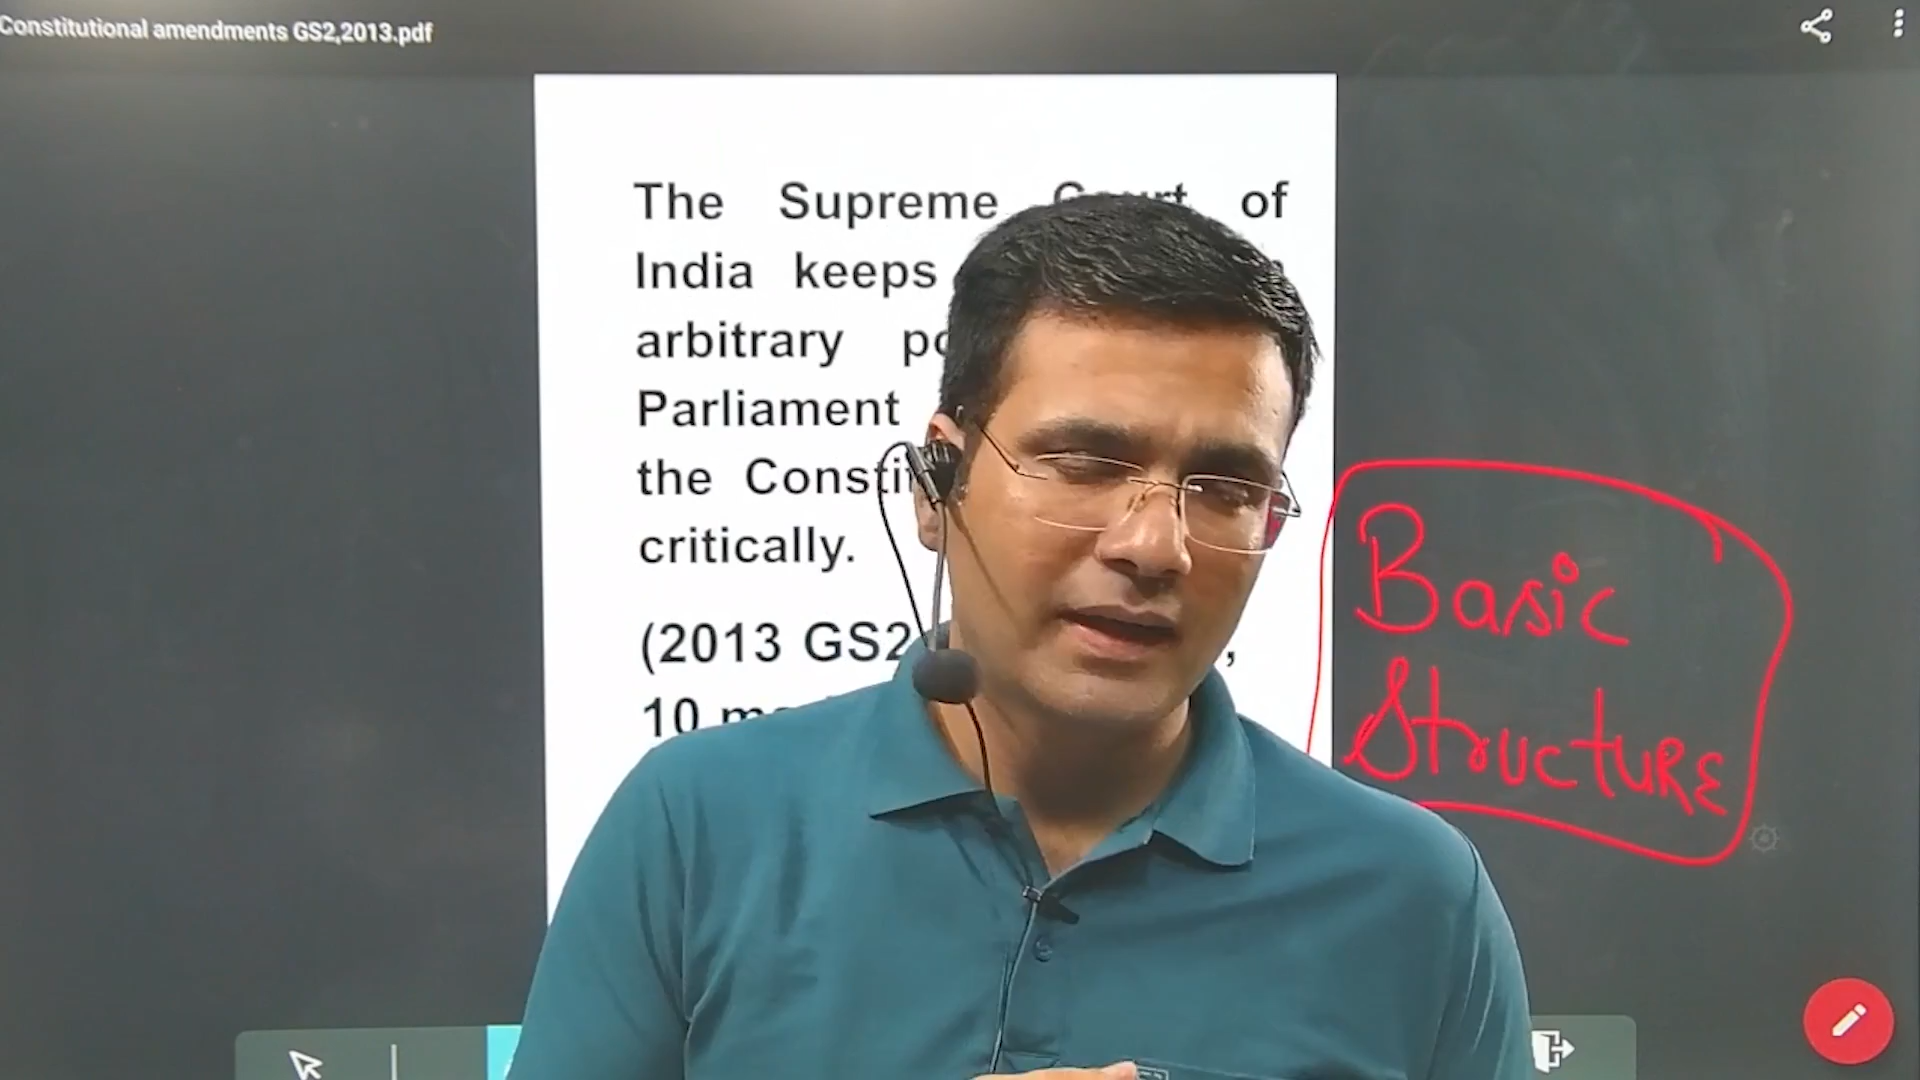 Constitutional amendments GS2,2013.pdf
The Supreme Court of
India keeps
arbitrary
Parliament
the
critically.
(2013 GS2 ,
10
Basic
Structure